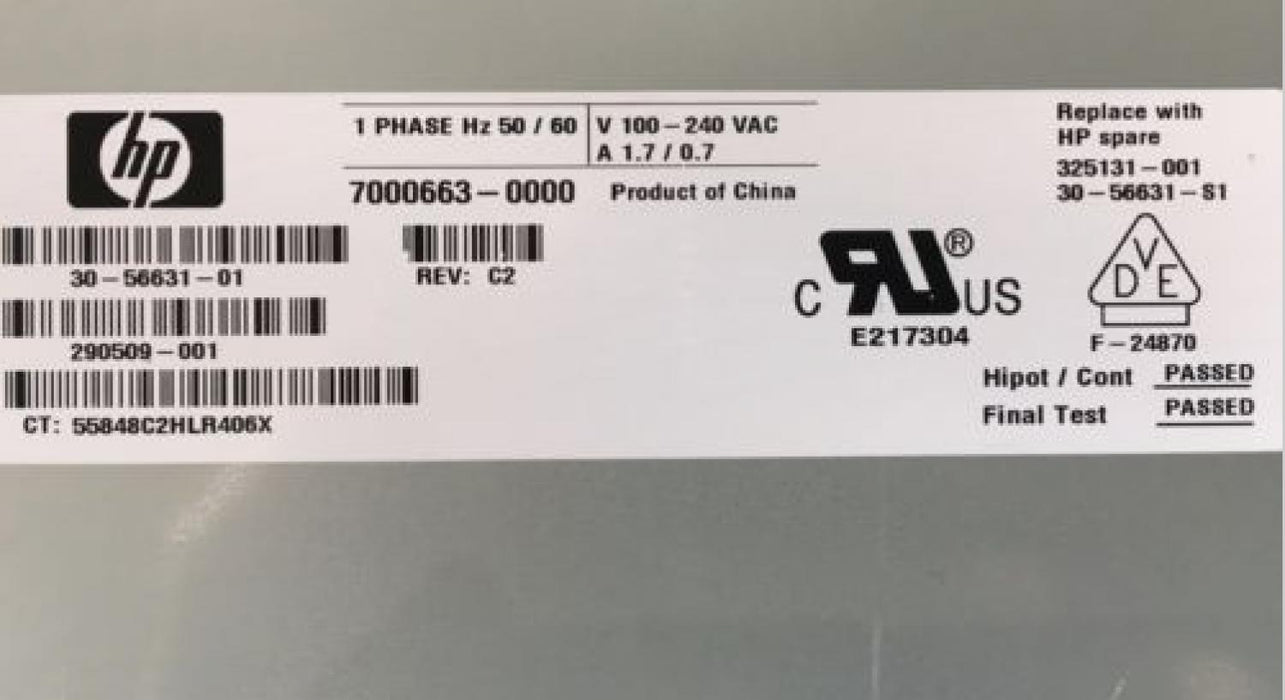 hp
1 PHASE Hz 50 / 60
V 100-240 VAC
A 1.7 / 0.7
7000663-0000
Product of China
Replace with
HP spare
325131-001
30-56631-S1
30-56631-01
REV: C2
290509-001
CT: 55848C2HLR406X
C RU® US
E217304
VDE
F-24870
Hipot / Cont PASSED
Final Test PASSED